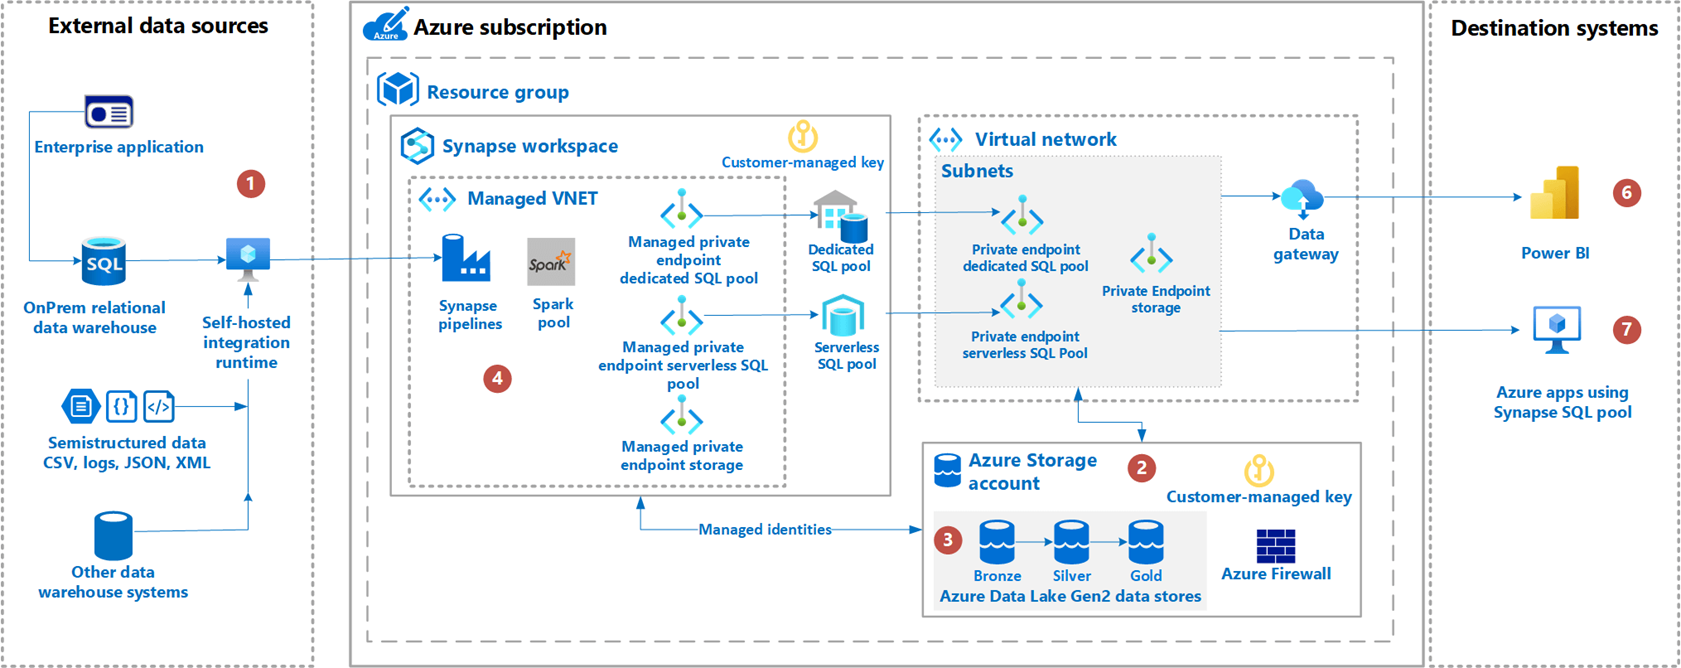 External data sources
Enterprise application
1
SQL
OnPrem relational
data warehouse
Self-hosted
integration
runtime
Semistructured data
CSV, logs, JSON, XML
Other data
warehouse systems
Azure
Azure subscription
Resource group
Synapse workspace
Customer-managed key
Managed VNET
Synapse
pipelines
Spark
Spark
pool
4
Managed private
endpoint
dedicated SQL pool
Managed private
endpoint serverless SQL
pool
Managed private
endpoint storage
Dedicated
SQL pool
Serverless
SQL pool
Virtual network
Subnets
Private endpoint
dedicated SQL pool
Private endpoint
serverless SQL Pool
Private Endpoint
storage
Data
gateway
Managed identities
Azure Storage
account
2
Customer-managed key
3
Bronze
Silver
Gold
Azure Data Lake Gen2 data stores
Azure Firewall
Destination systems
6
Power BI
7
Azure apps using
Synapse SQL pool